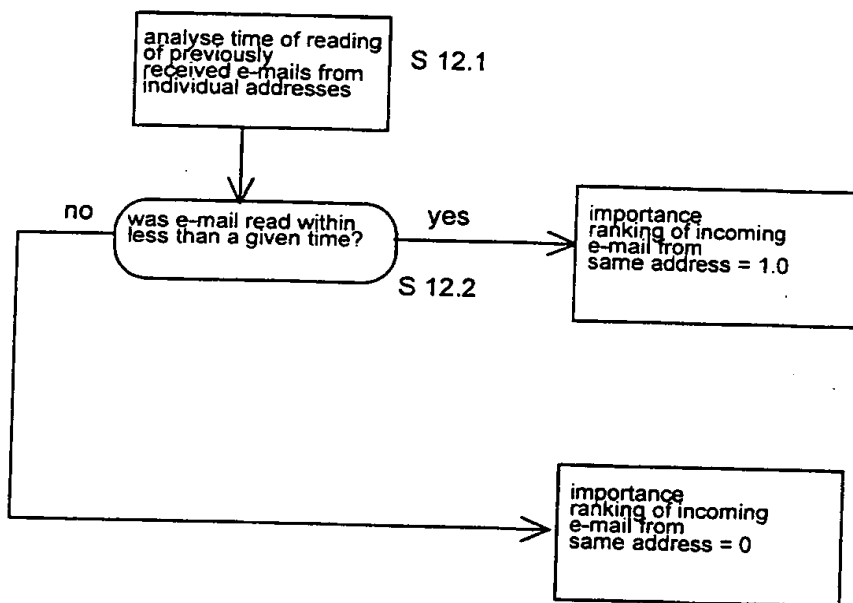 analyse time of reading
of previously
received e-mails from
individual addresses
S 12.1
no
was e-mail read within
less than a given time?
yes
S 12.2
importance
ranking of incoming
e-mail from
same address = 1.0
importance
ranking of incoming
e-mail from
same address = 0